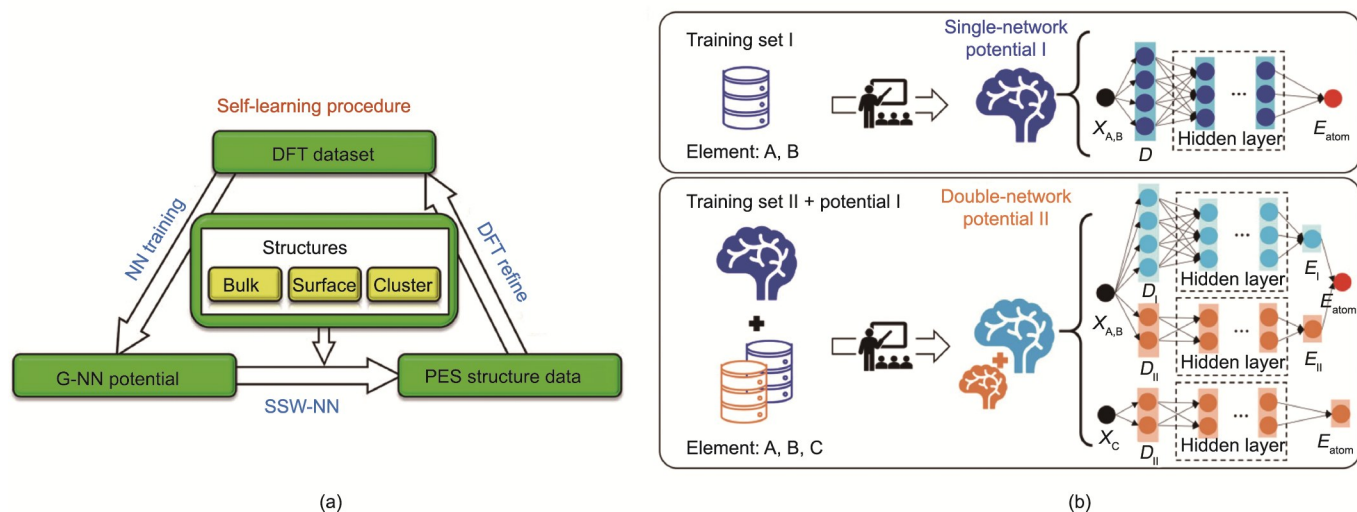 Self-learning procedure
DFT dataset
NN training
Structures
Bulk
Surface
Cluster
DFT refine
G-NN potential
SSW-NN
PES structure data
(a)
Training set I
Element: A, B
Single-network
potential I
X_A,B
D
Hidden layer
...
E_atom
Training set II + potential I
Element: A, B, C
Double-network
potential II
X_A,B
D_I
Hidden layer
...
E_I
E_atom
D_II
Hidden layer
...
E_II
X_C
D_II
Hidden layer
...
E_atom
(b)